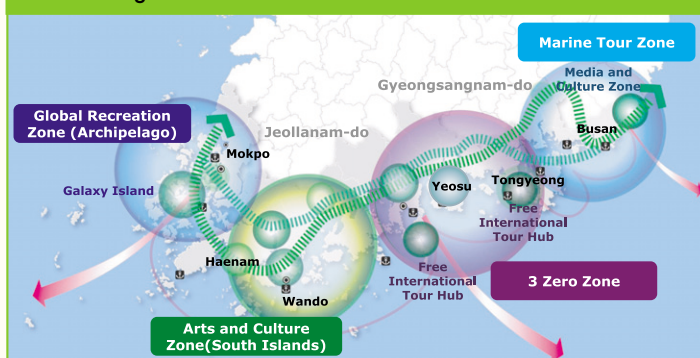 Marine Tour Zone
Media and
Culture Zone
Gyeongsangnam-do
Busan
Global Recreation
Zone (Archipelago)
Jeollanam-do
Mokpo
Galaxy Island
Yeosu
Tongyeong
Free
International
Tour Hub
Haenam
Wando
Free
International
Tour Hub
3 Zero Zone
Arts and Culture
Zone(South Islands)